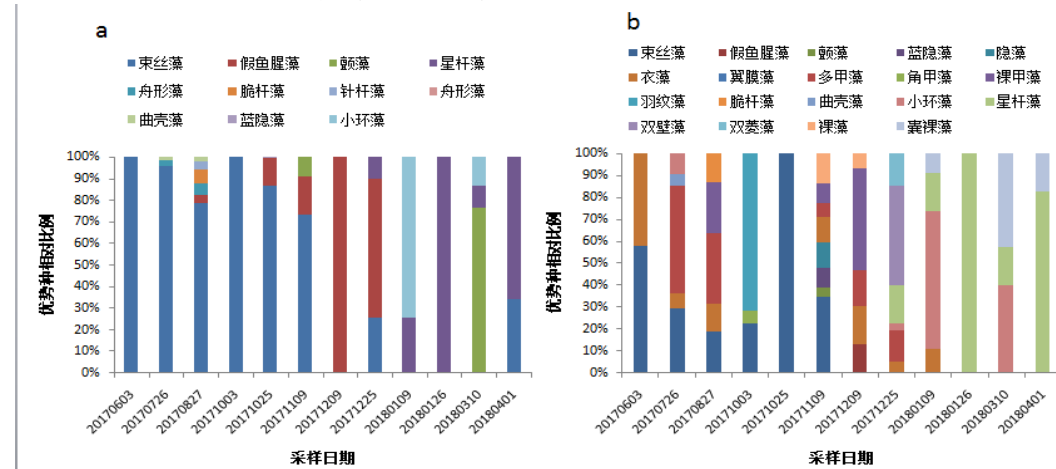 a
束丝藻 假鱼腥藻 颤藻 星杆藻
舟形藻 脆杆藻 针杆藻 舟形藻
曲壳藻 蓝隐藻 小环藻
100%
90%
80%
70%
60%
50%
40%
30%
20%
10%
0%
优势种相对比例
20170603 20170726 20170827 20171003 20171025 20171109 20171209 20171225 20180109 20180126 20180310 20180401
采样日期
b
束丝藻 假鱼腥藻 颤藻 蓝隐藻 隐藻
衣藻 翼膜藻 多甲藻 角甲藻 裸甲藻
羽纹藻 脆杆藻 曲壳藻 小环藻 星杆藻
双壁藻 双菱藻 裸藻 囊裸藻
100%
90%
80%
70%
60%
50%
40%
30%
20%
10%
0%
优势种相对比例
20170603 20170726 20170827 20171003 20171025 20171109 20171209 20171225 20180109 20180126 20180310 20180401
采样日期